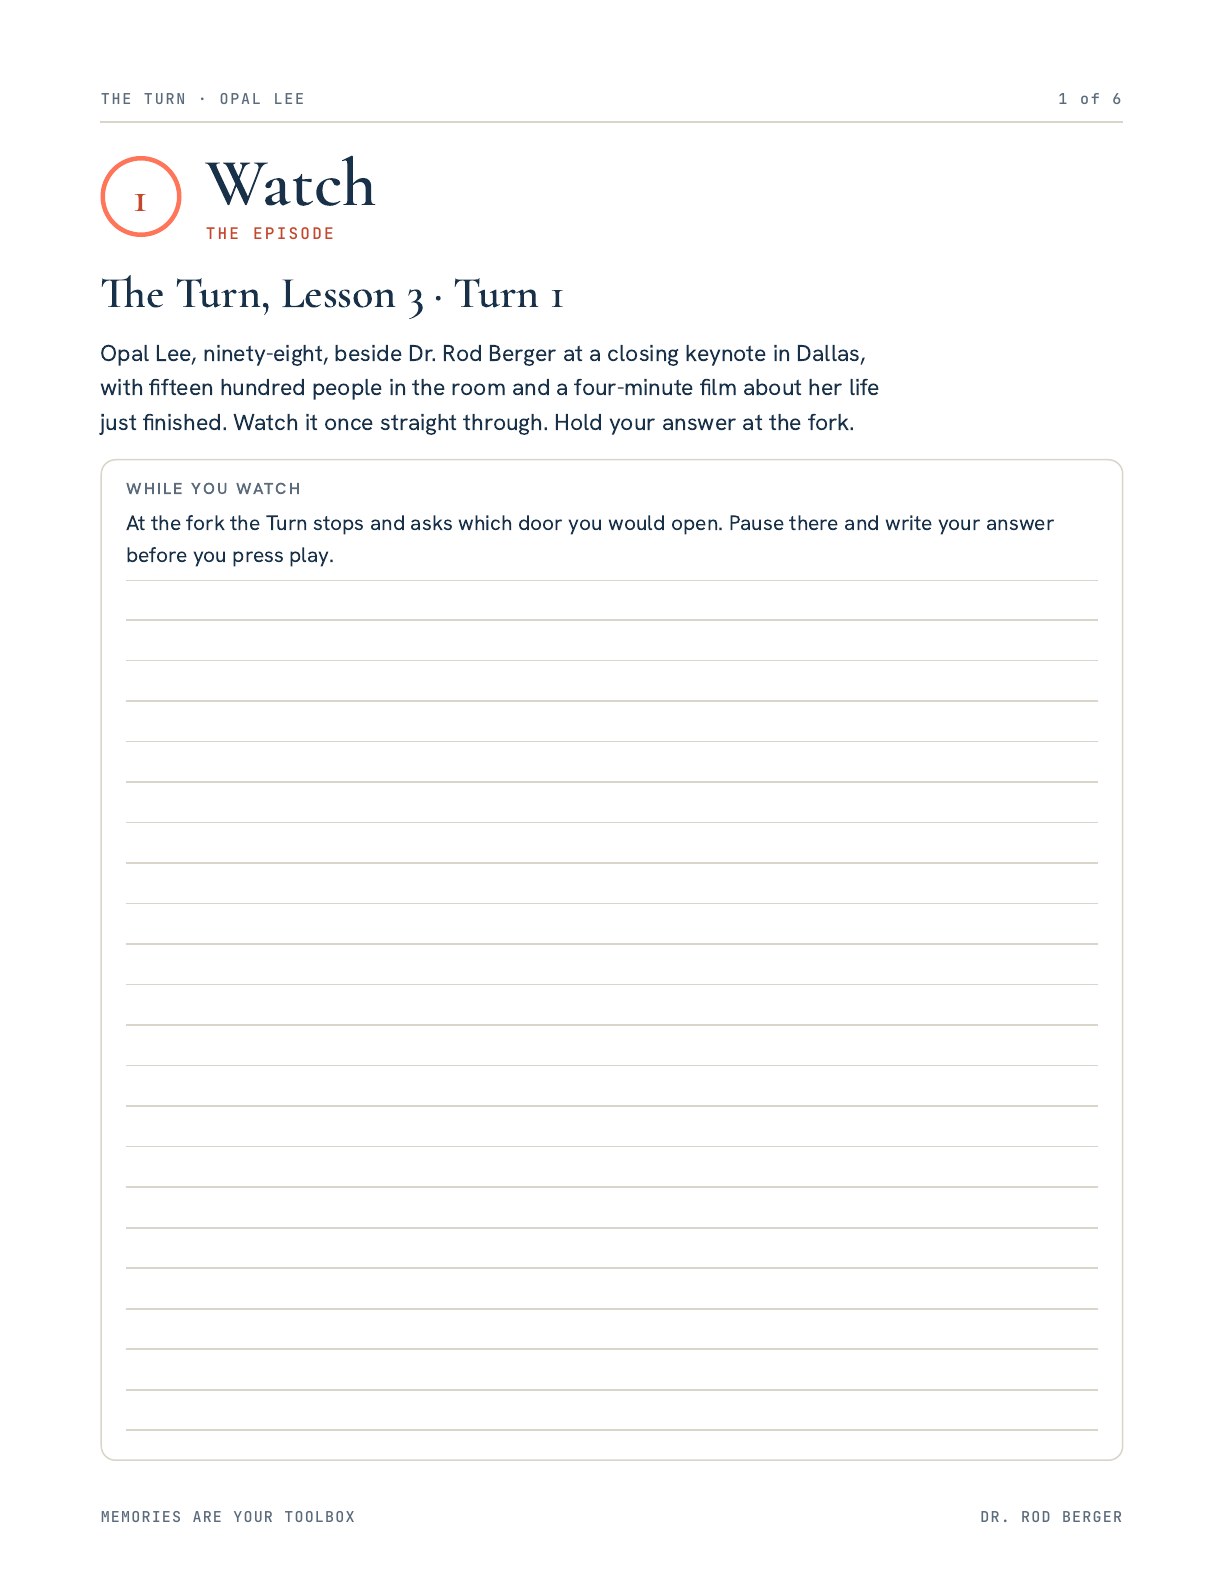 THE TURN · OPAL LEE
1 of 6
1
Watch
THE EPISODE
The Turn, Lesson 3 · Turn 1
Opal Lee, ninety-eight, beside Dr. Rod Berger at a closing keynote in Dallas,
with fifteen hundred people in the room and a four-minute film about her life
just finished. Watch it once straight through. Hold your answer at the fork.
WHILE YOU WATCH
At the fork the Turn stops and asks which door you would open. Pause there and write your answer
before you press play.
MEMORIES ARE YOUR TOOLBOX
DR. ROD BERGER